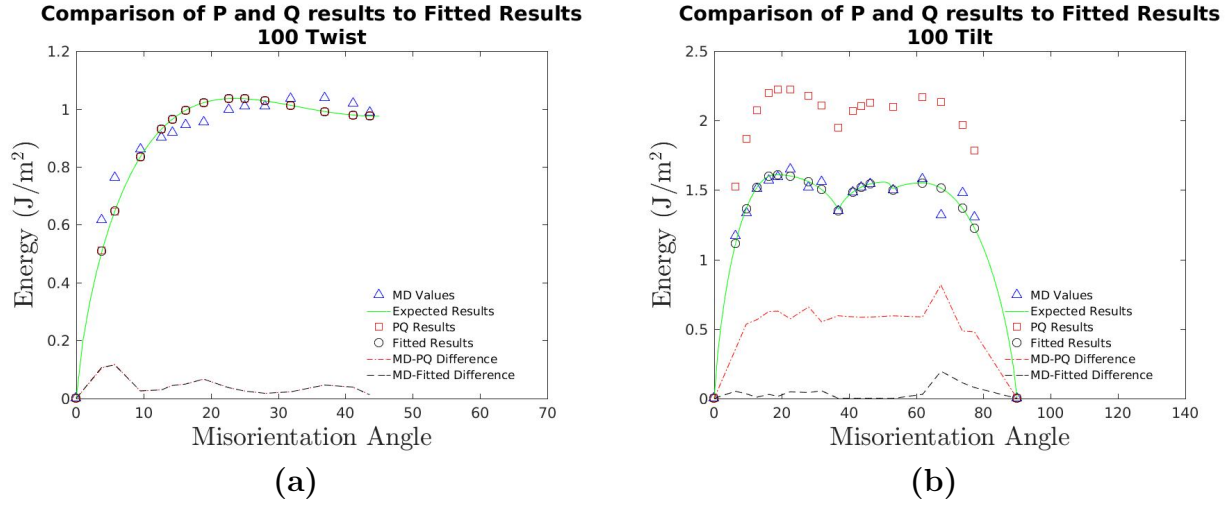 Comparison of P and Q results to Fitted Results
100 Twist
1.2
1
0.8
0.6
0.4
0.2
0
Energy (J/m²)
MD Values
Expected Results
PQ Results
Fitted Results
MD-PQ Difference
MD-Fitted Difference
0 10 20 30 40 50 60 70
Misorientation Angle
(a)
Comparison of P and Q results to Fitted Results
100 Tilt
2.5
2
1.5
1
0.5
0
Energy (J/m²)
MD Values
Expected Results
PQ Results
Fitted Results
MD-PQ Difference
MD-Fitted Difference
0 20 40 60 80 100 120 140
Misorientation Angle
(b)